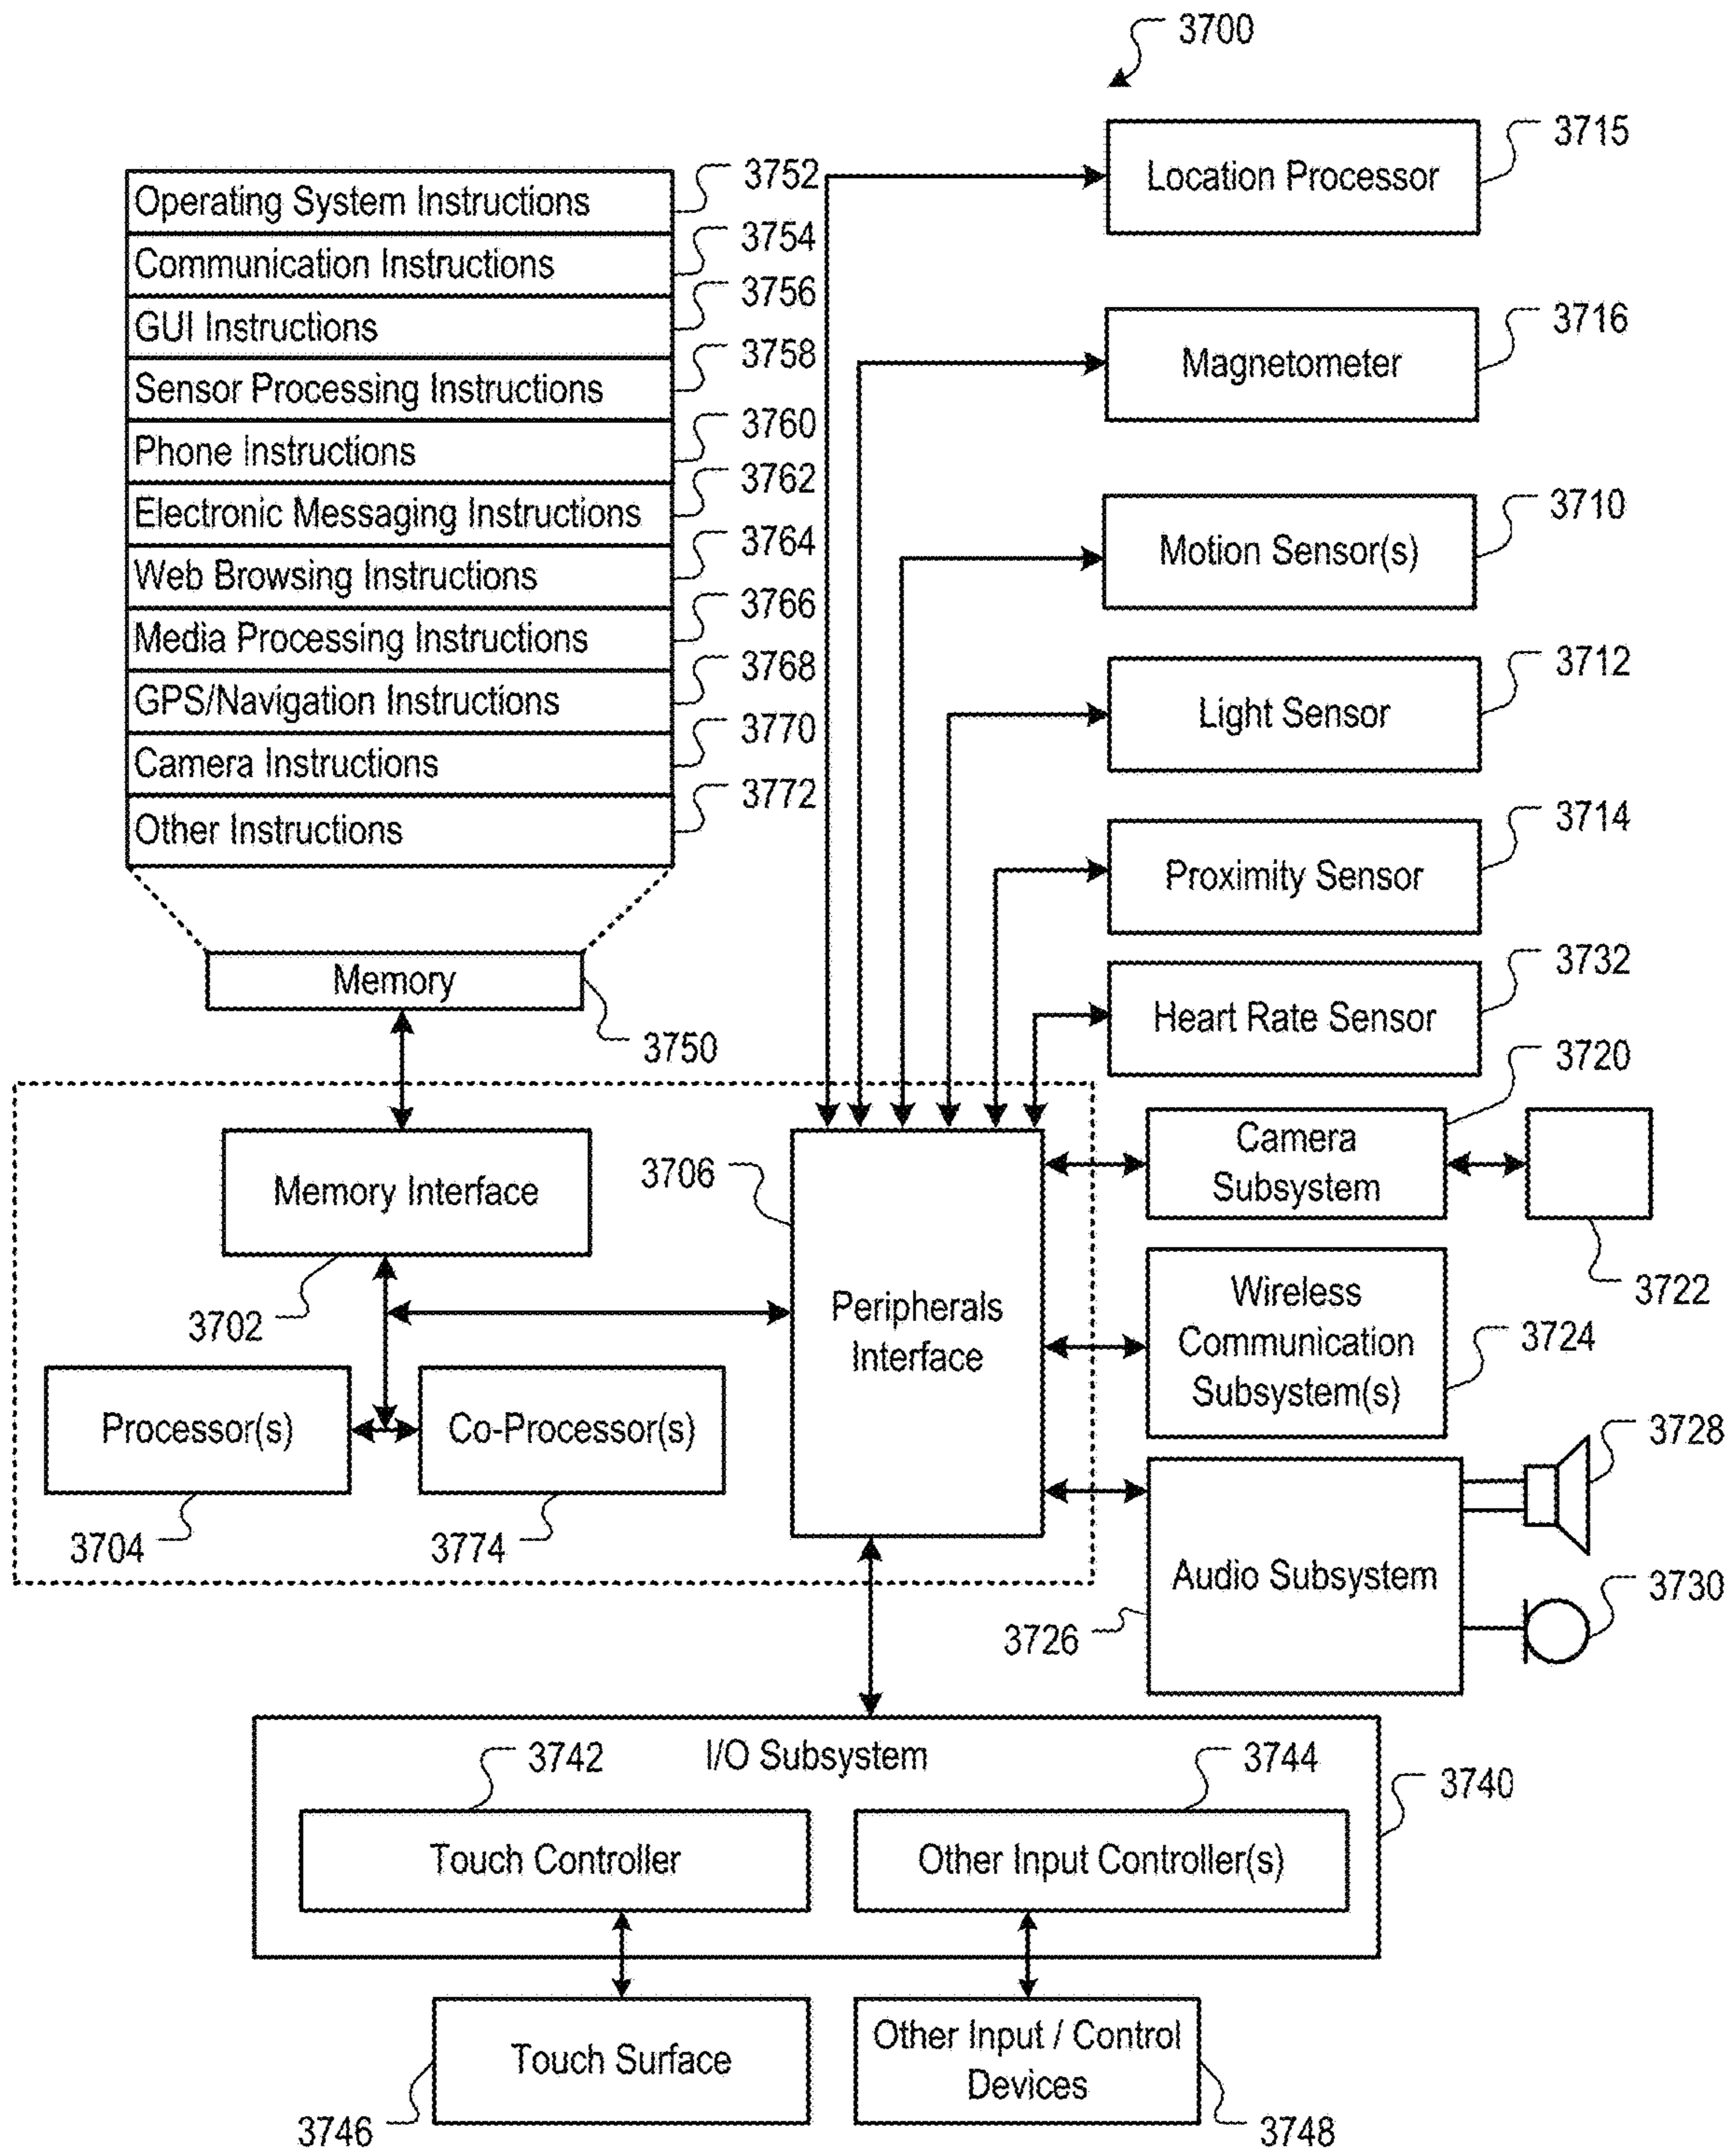 3700
Location Processor
3715
Operating System Instructions
3752
Communication Instructions
3754
GUI Instructions
3756
Sensor Processing Instructions
3758
Phone Instructions
3760
Electronic Messaging Instructions
3762
Web Browsing Instructions
3764
Media Processing Instructions
3766
GPS/Navigation Instructions
3768
Camera Instructions
3770
Other Instructions
3772
Magnetometer
3716
Motion Sensor(s)
3710
Light Sensor
3712
Proximity Sensor
3714
Heart Rate Sensor
3732
Memory
3750
Memory Interface
3702
3706
Peripherals
Interface
Camera
Subsystem
3720
3722
Wireless
Communication
Subsystem(s)
3724
Processor(s)
3704
Co-Processor(s)
3774
Audio Subsystem
3726
3728
3730
I/O Subsystem
3740
3742
Touch Controller
3744
Other Input Controller(s)
Touch Surface
3746
Other Input / Control
Devices
3748